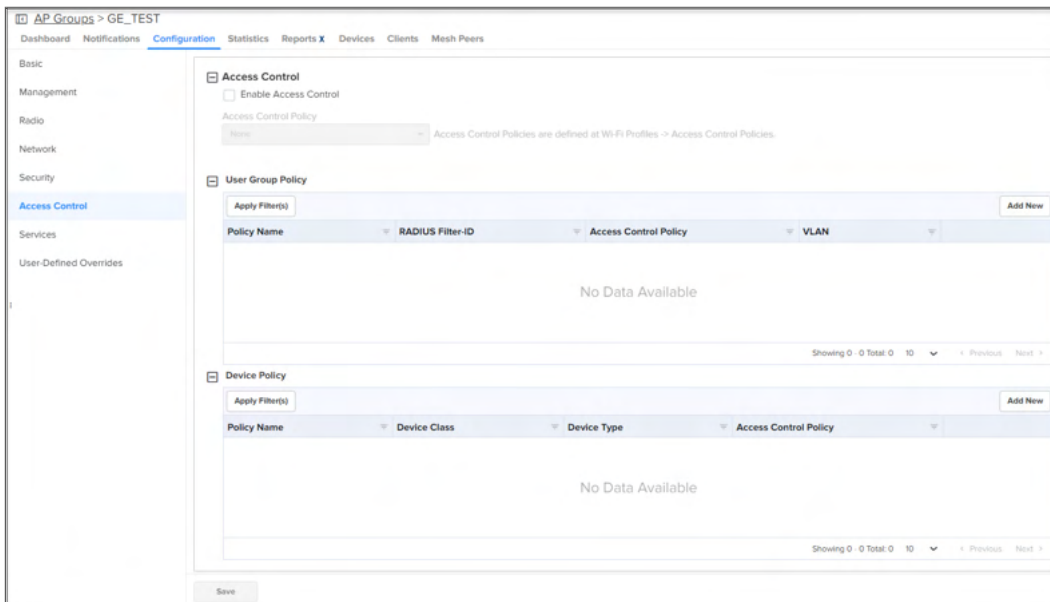 AP Groups > GE_TEST
Dashboard Notifications Configuration Statistics Reports X Devices Clients Mesh Peers
Basic
Management
Radio
Network
Security
Access Control
Services
User-Defined Overrides
Access Control
Enable Access Control
Access Control Policy
None Access Control Policies are defined at Wi-Fi Profiles -> Access Control Policies.
User Group Policy
Apply Filter(s) Add New
Policy Name RADIUS Filter-ID Access Control Policy VLAN
No Data Available
Showing 0 - 0 Total: 0 10 < Previous Next >
Device Policy
Apply Filter(s) Add New
Policy Name Device Class Device Type Access Control Policy
No Data Available
Showing 0 - 0 Total: 0 10 < Previous Next >
Save